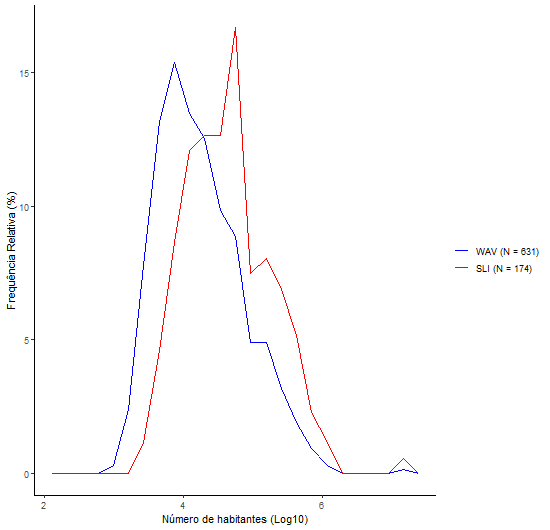 Frequência Relativa (%)
15
10
5
0
2
4
6
Número de habitantes (Log10)
WAV (N = 631)
SLI (N = 174)